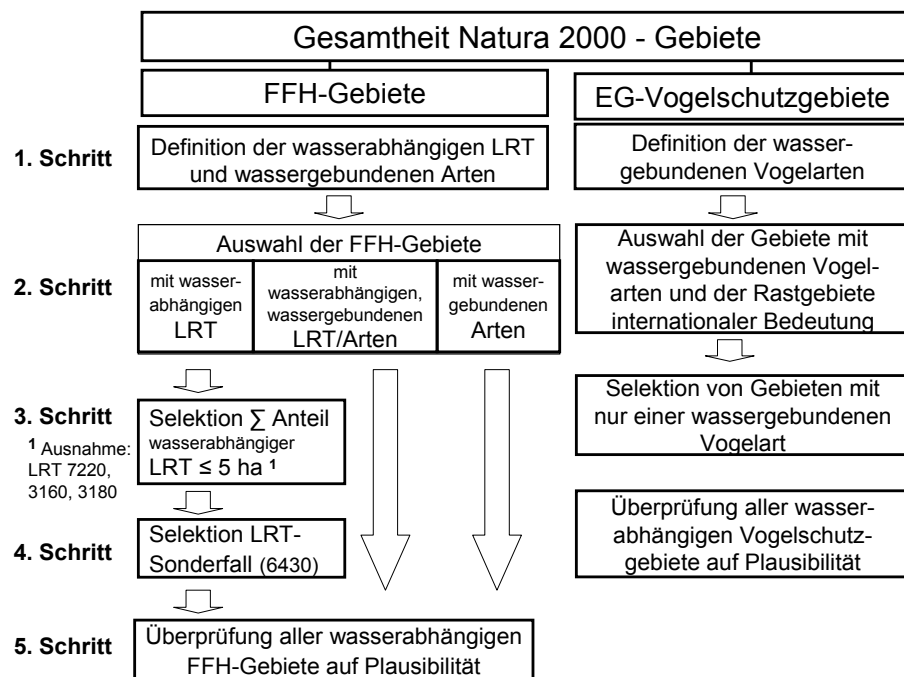 Gesamtheit Natura 2000 - Gebiete
FFH-Gebiete
EG-Vogelschutzgebiete
1. Schritt
Definition der wasserabhängigen LRT
und wassergebundenen Arten
Definition der wasser-
gebundenen Vogelarten
2. Schritt
Auswahl der FFH-Gebiete
mit wasser-
abhängigen
LRT
mit
wasserabhängigen,
wassergebundenen
LRT/Arten
mit wasser-
gebundenen
Arten
Auswahl der Gebiete mit
wassergebundenen Vogel-
arten und der Rastgebiete
internationaler Bedeutung
3. Schritt
¹ Ausnahme:
LRT 7220,
3160, 3180
Selektion ∑ Anteil
wasserabhängiger
LRT ≤ 5 ha ¹
Selektion von Gebieten mit
nur einer wassergebundenen
Vogelart
4. Schritt
Selektion LRT-
Sonderfall (6430)
Überprüfung aller wasser-
abhängigen Vogelschutz-
gebiete auf Plausibilität
5. Schritt
Überprüfung aller wasserabhängigen
FFH-Gebiete auf Plausibilität